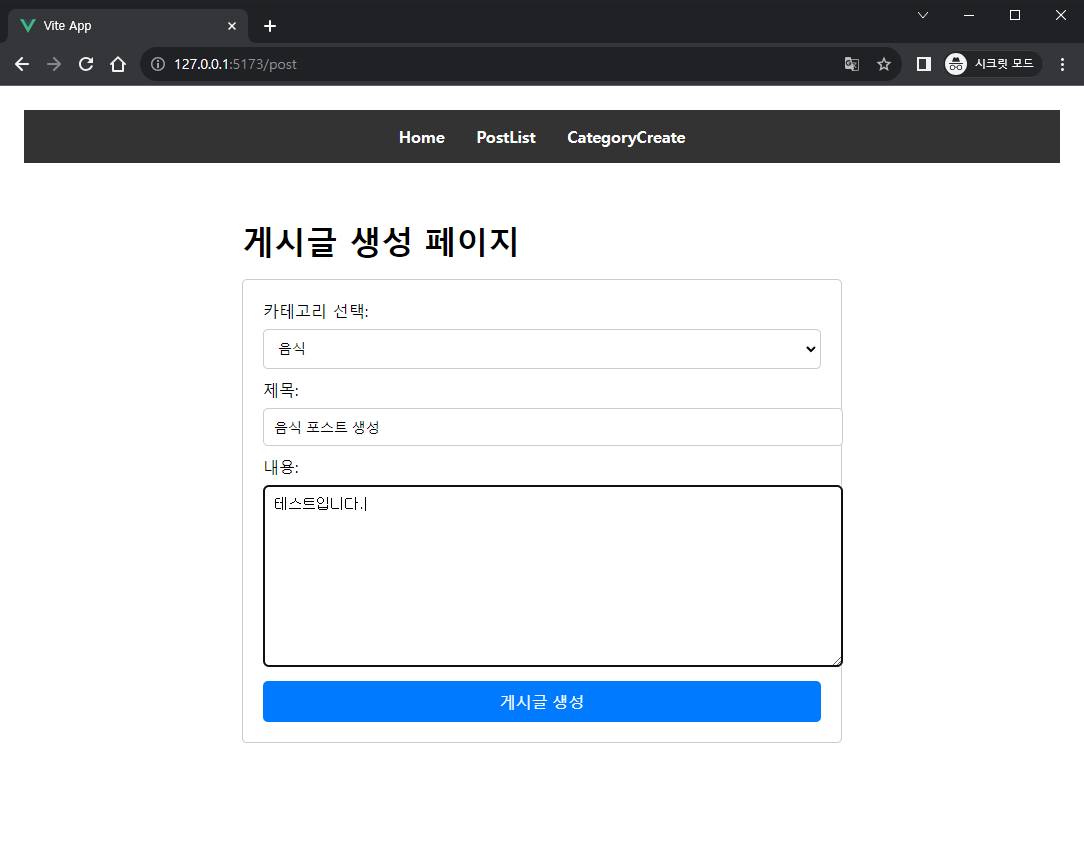 Vite App
127.0.0.1:5173/post
시크릿 모드
Home PostList CategoryCreate
게시글 생성 페이지
카테고리 선택:
음식
제목:
음식 포스트 생성
내용:
테스트입니다.
게시글 생성